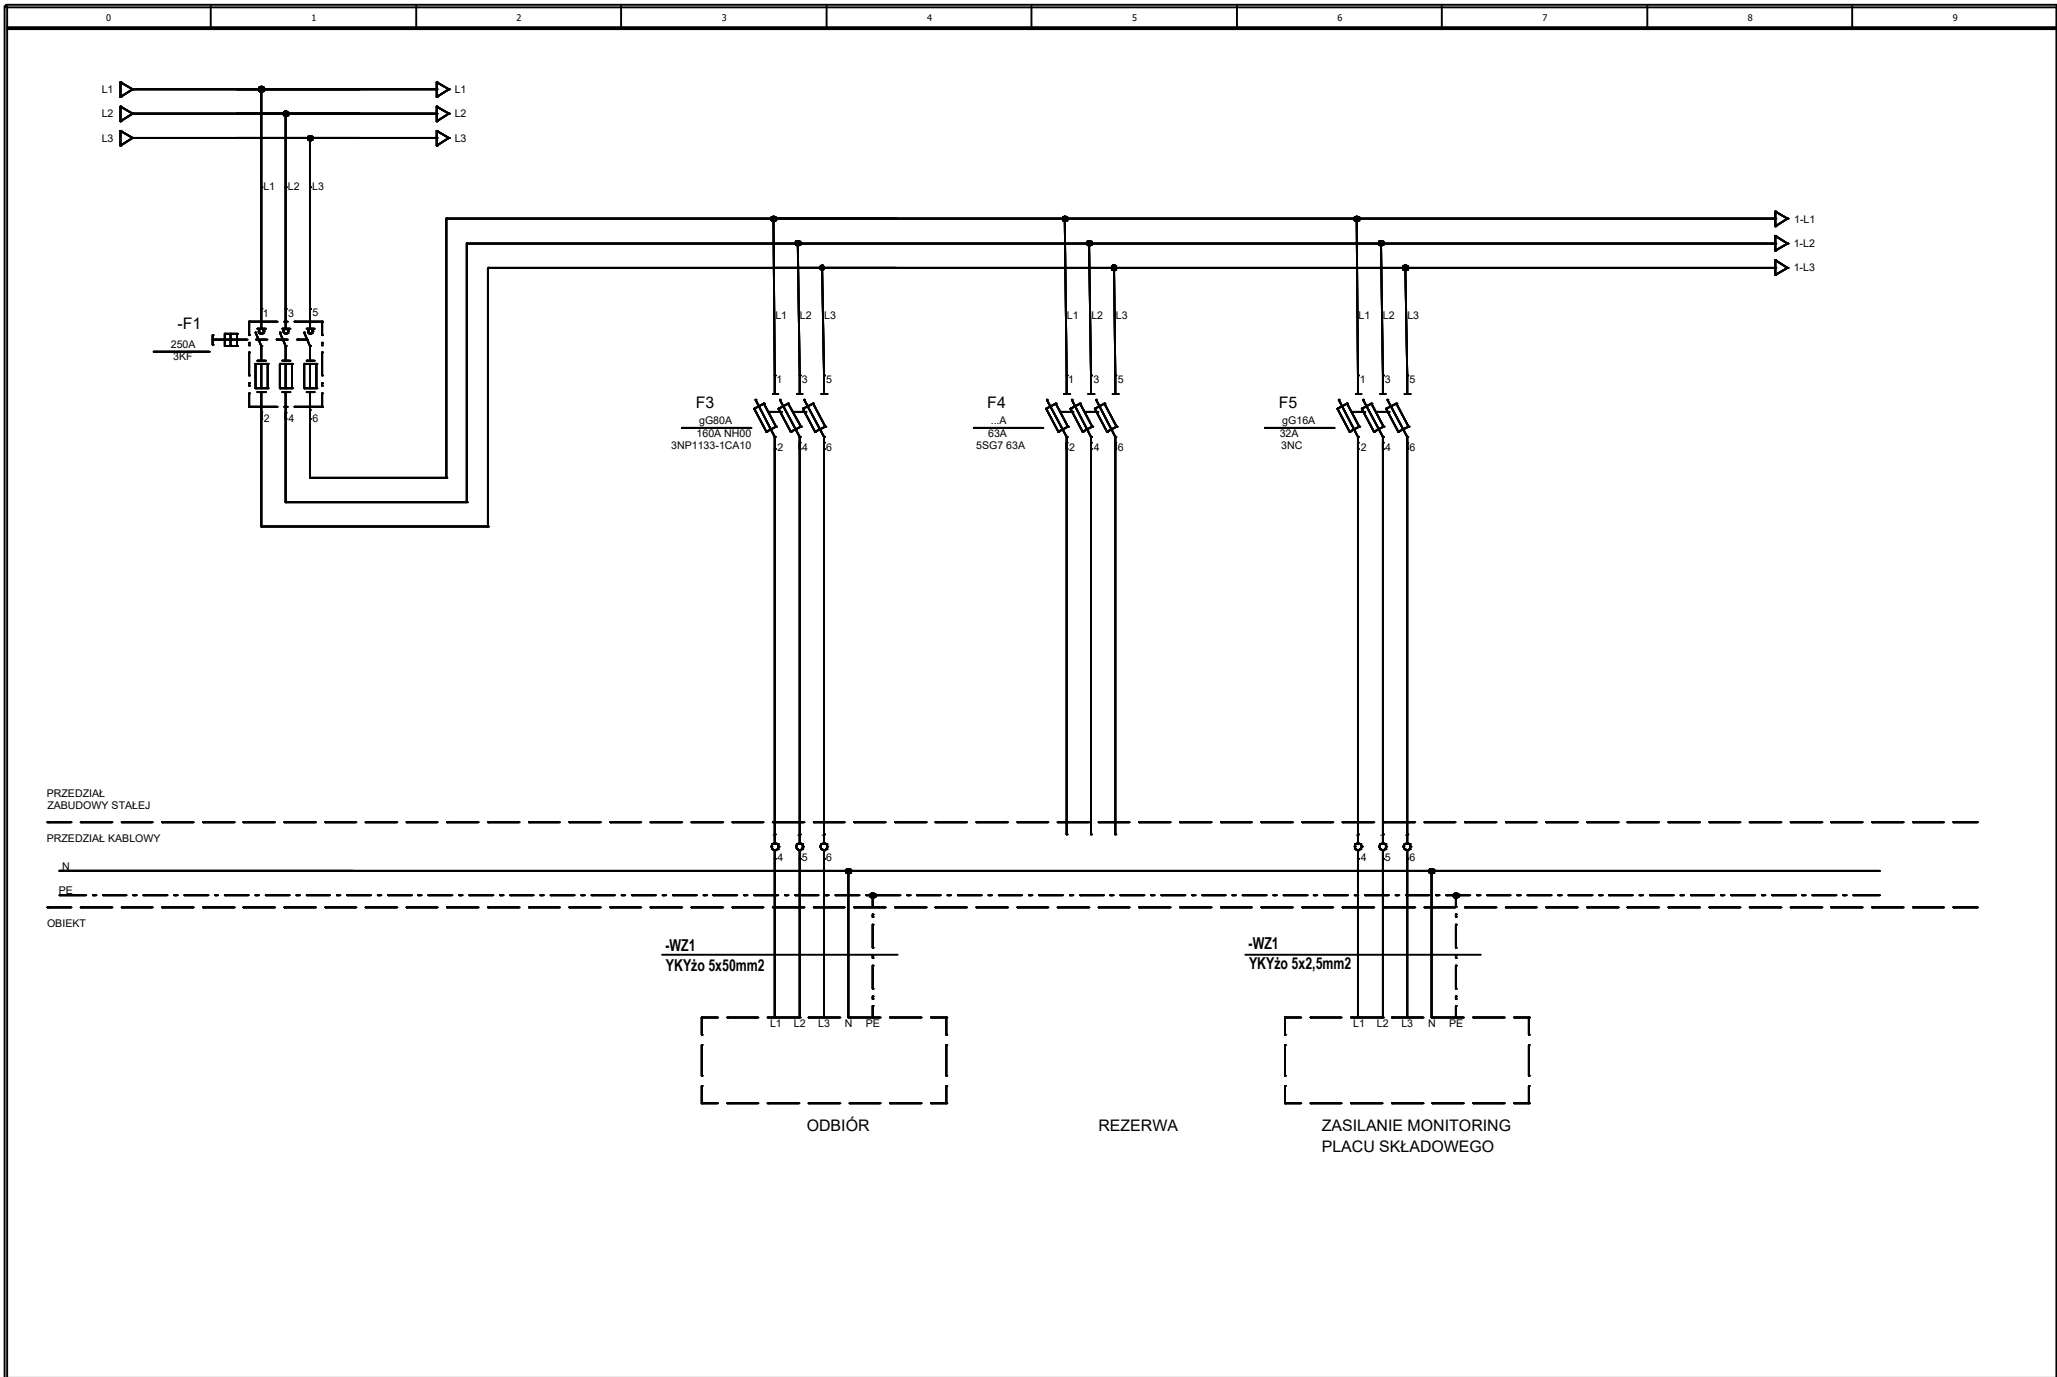 0 1 2 3 4 5 6 7 8 9
L1 L1
L2 L2
L3 L3
L1 L2 L3
1-L1
1-L2
1-L3
L1 L2 L3 L1 L2 L3 L1 L2 L3
1 3 5
-F1
250A
3KF
2 4 6
1 3 5
F3
gG80A
160A NH00
3NP1133-1CA10
2 4 6
1 3 5
F4
...A
63A
5SG7 63A
2 4 6
1 3 5
F5
gG16A
32A
3NC
2 4 6
PRZEDZIAŁ
ZABUDOWY STAŁEJ
PRZEDZIAŁ KABLOWY
4 5 6 4 5 6
N
PE
OBIEKT
-WZ1
YKYżo 5x50mm2
-WZ1
YKYżo 5x2,5mm2
L1 L2 L3 N PE L1 L2 L3 N PE
ODBIÓR
REZERWA
ZASILANIE MONITORING
PLACU SKŁADOWEGO